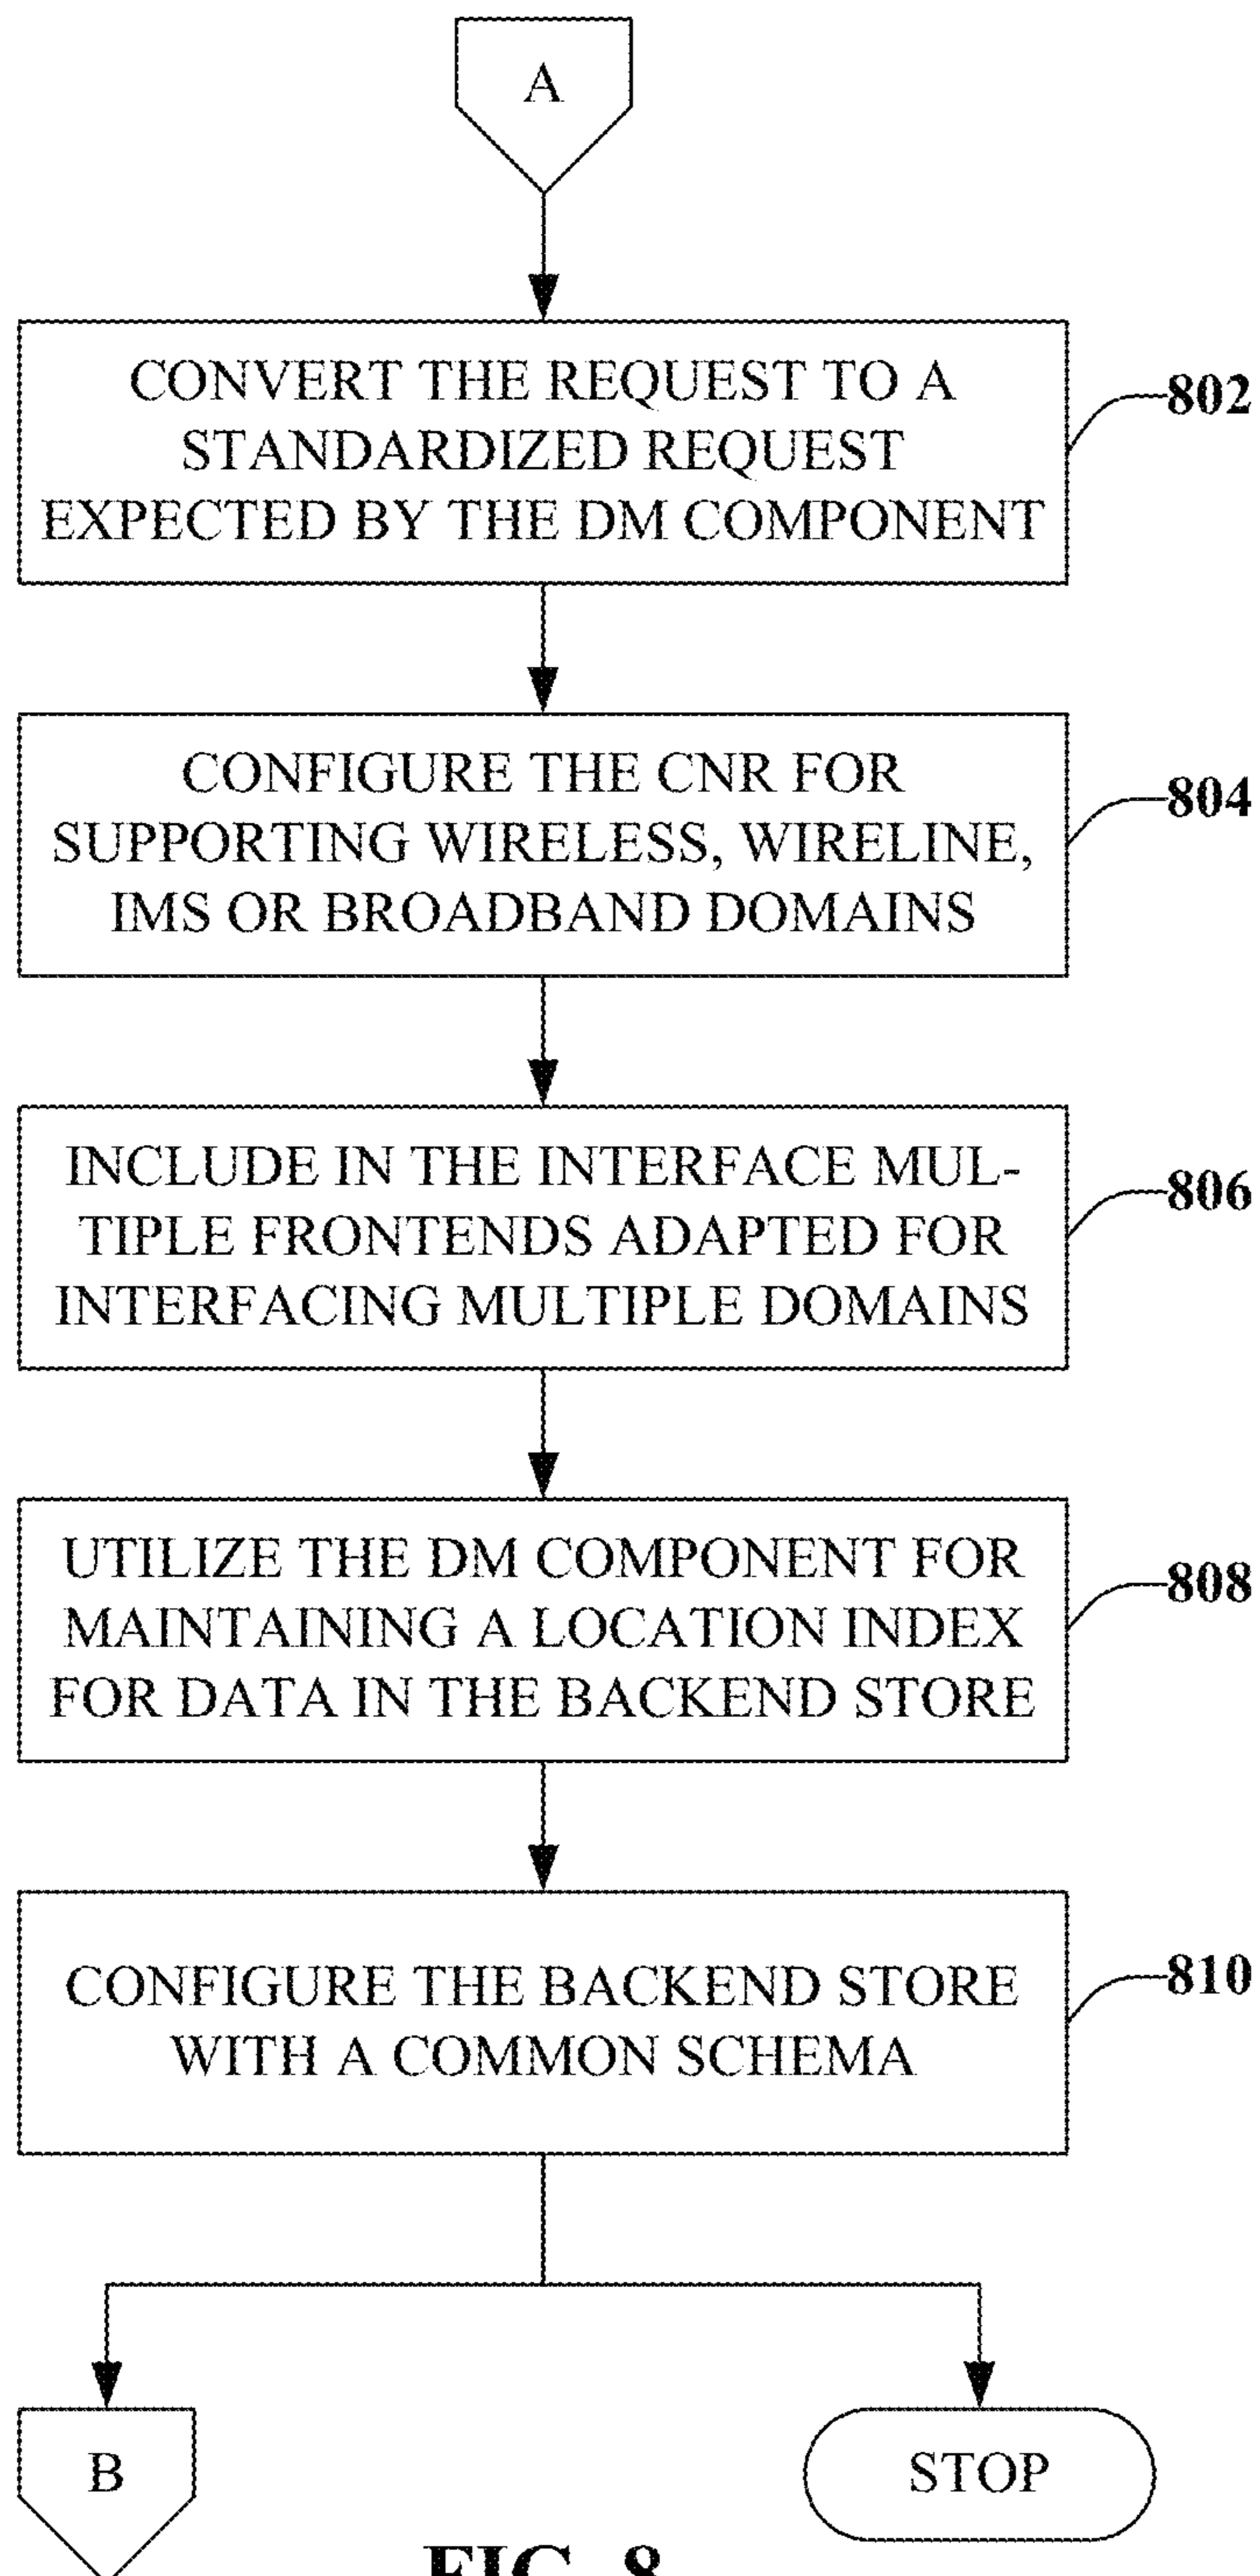 A
CONVERT THE REQUEST TO A
STANDARDIZED REQUEST
EXPECTED BY THE DM COMPONENT
802
CONFIGURE THE CNR FOR
SUPPORTING WIRELESS, WIRELINE,
IMS OR BROADBAND DOMAINS
804
INCLUDE IN THE INTERFACE MUL-
TIPLE FRONTENDS ADAPTED FOR
INTERFACING MULTIPLE DOMAINS
806
UTILIZE THE DM COMPONENT FOR
MAINTAINING A LOCATION INDEX
FOR DATA IN THE BACKEND STORE
808
CONFIGURE THE BACKEND STORE
WITH A COMMON SCHEMA
810
B
STOP
FIG. 8